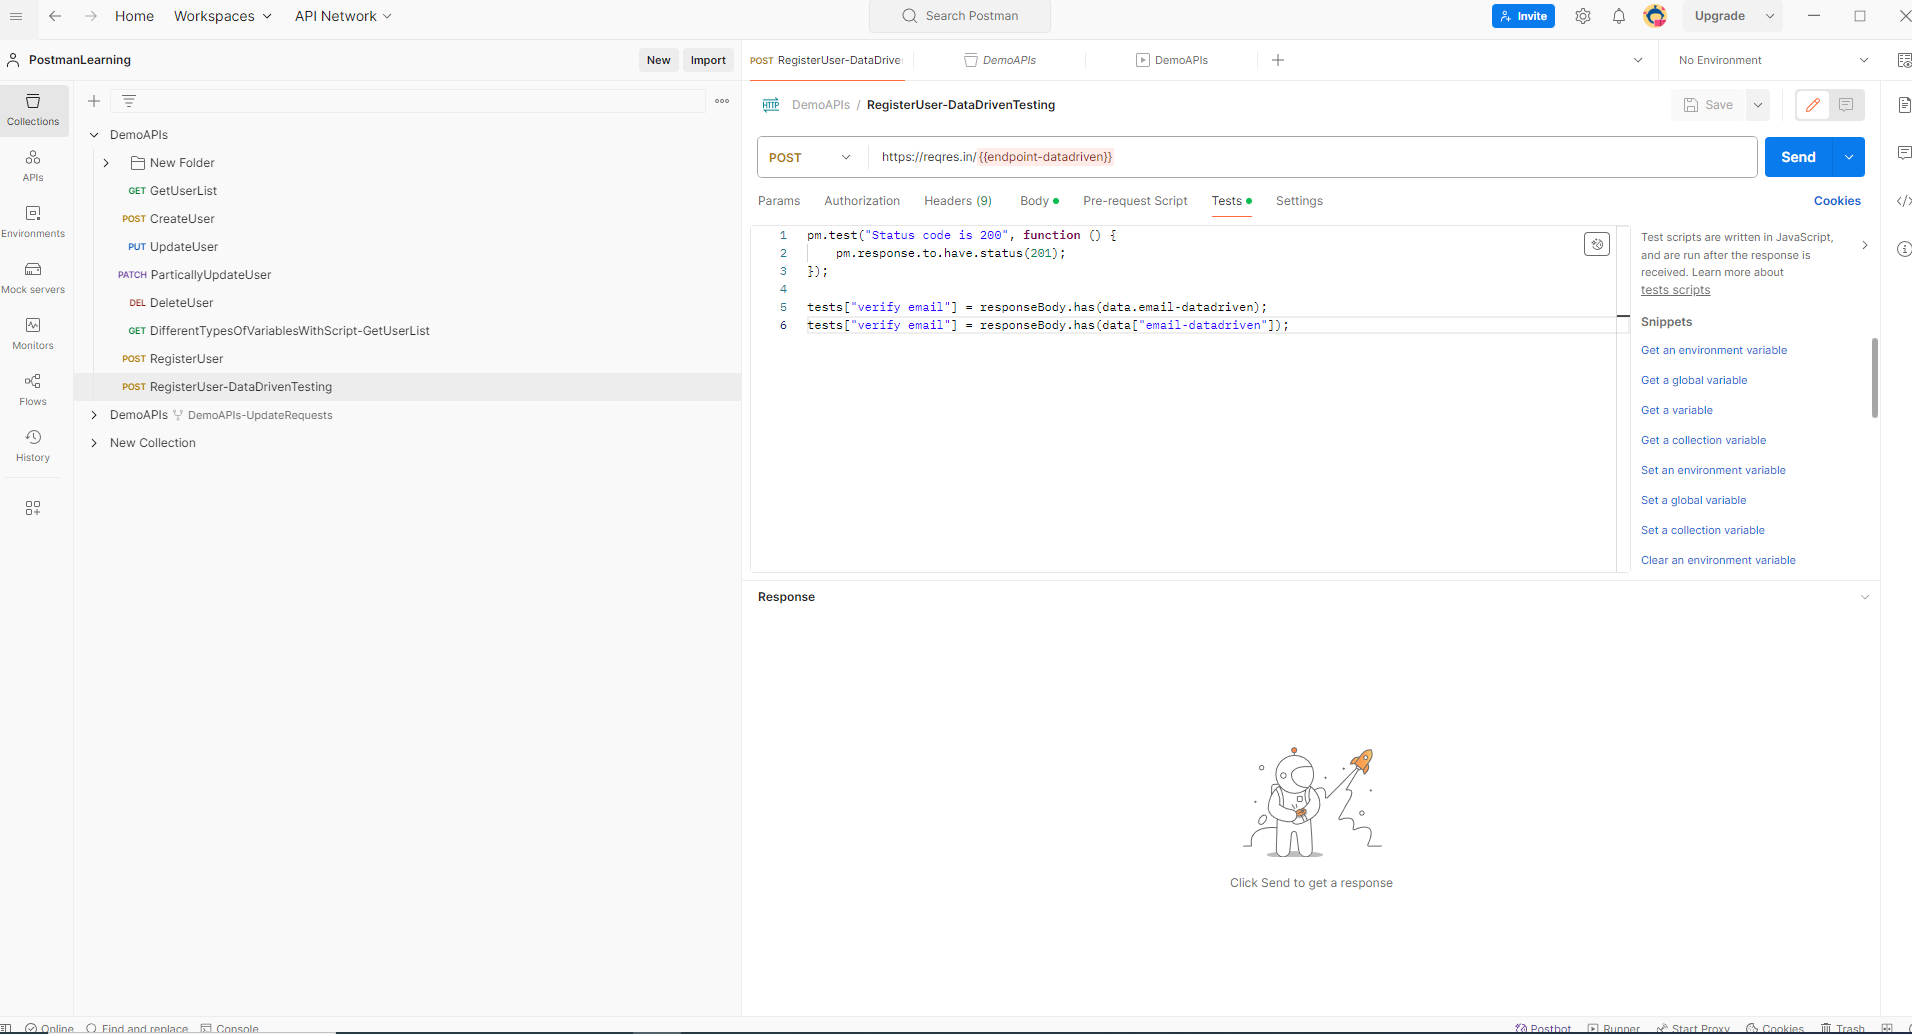 Home Workspaces API Network Search Postman Invite Upgrade
PostmanLearning New Import
POST RegisterUser-DataDrive DemoAPIs DemoAPIs No Environment
Collections
APIs
Environments
Mock servers
Monitors
Flows
History
DemoAPIs
New Folder
GET GetUserList
POST CreateUser
PUT UpdateUser
PATCH ParticallyUpdateUser
DEL DeleteUser
GET DifferentTypesOfVariablesWithScript-GetUserList
POST RegisterUser
POST RegisterUser-DataDrivenTesting
DemoAPIs DemoAPIs-UpdateRequests
New Collection
HTTP DemoAPIs / RegisterUser-DataDrivenTesting Save
POST https://reqres.in/{{endpoint-datadriven}} Send
Params Authorization Headers (9) Body Pre-request Script Tests Settings Cookies
1 pm.test("Status code is 200", function () {
2 pm.response.to.have.status(201);
3 });
4
5 tests["verify email"] = responseBody.has(data.email-datadriven);
6 tests["verify email"] = responseBody.has(data["email-datadriven"]);
Test scripts are written in JavaScript,
and are run after the response is
received. Learn more about
tests scripts
Snippets
Get an environment variable
Get a global variable
Get a variable
Get a collection variable
Set an environment variable
Set a global variable
Set a collection variable
Clear an environment variable
Response
Click Send to get a response
Online Find and replace Console Postbot Runner Start Proxy Cookies Trash